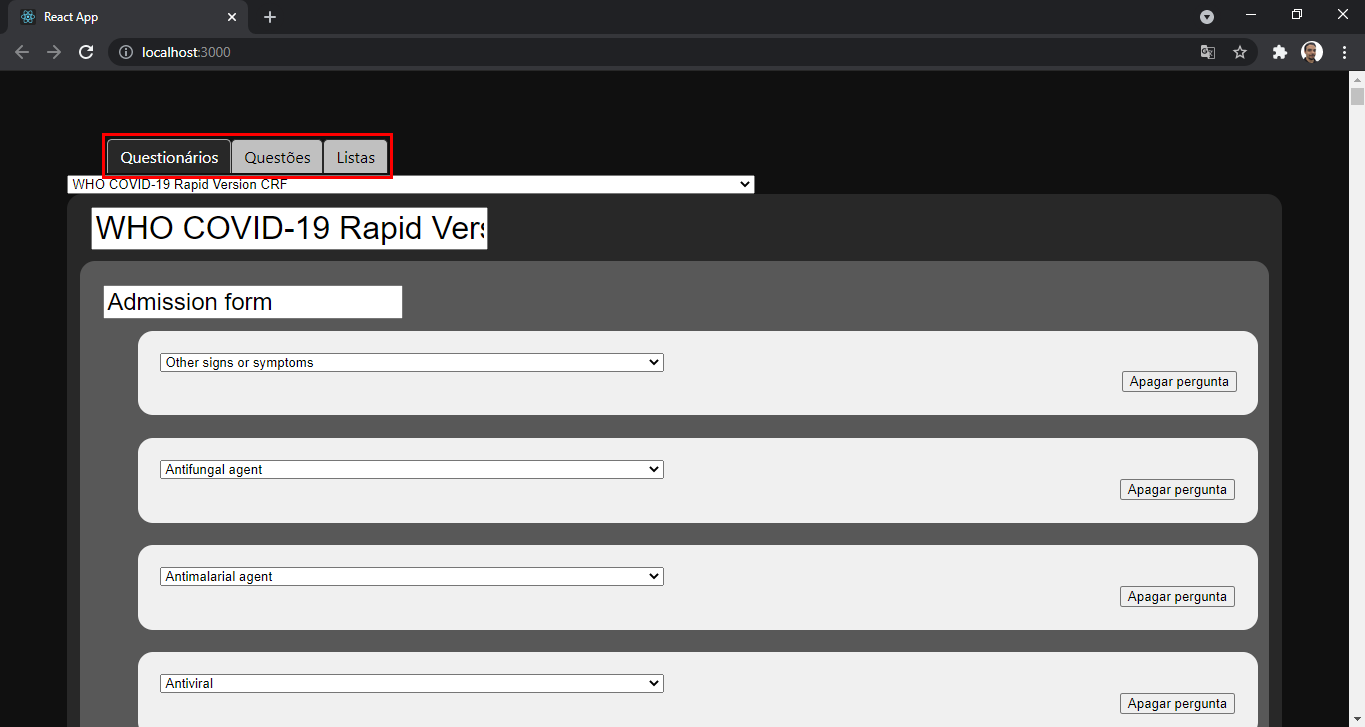 React App
localhost:3000
Questionários Questões Listas
WHO COVID-19 Rapid Version CRF
WHO COVID-19 Rapid Vers
Admission form
Other signs or symptoms
Apagar pergunta
Antifungal agent
Apagar pergunta
Antimalarial agent
Apagar pergunta
Antiviral
Apagar pergunta